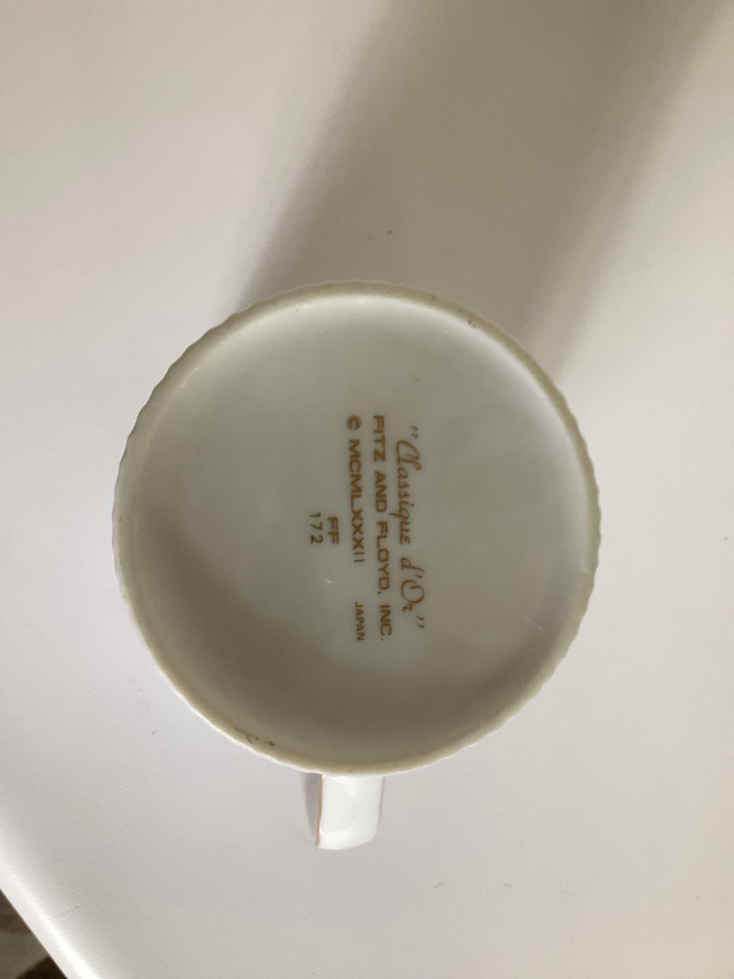 "Classique d'Or"
FITZ AND FLOYD, INC.
© MCMLXXXII JAPAN
FF
172